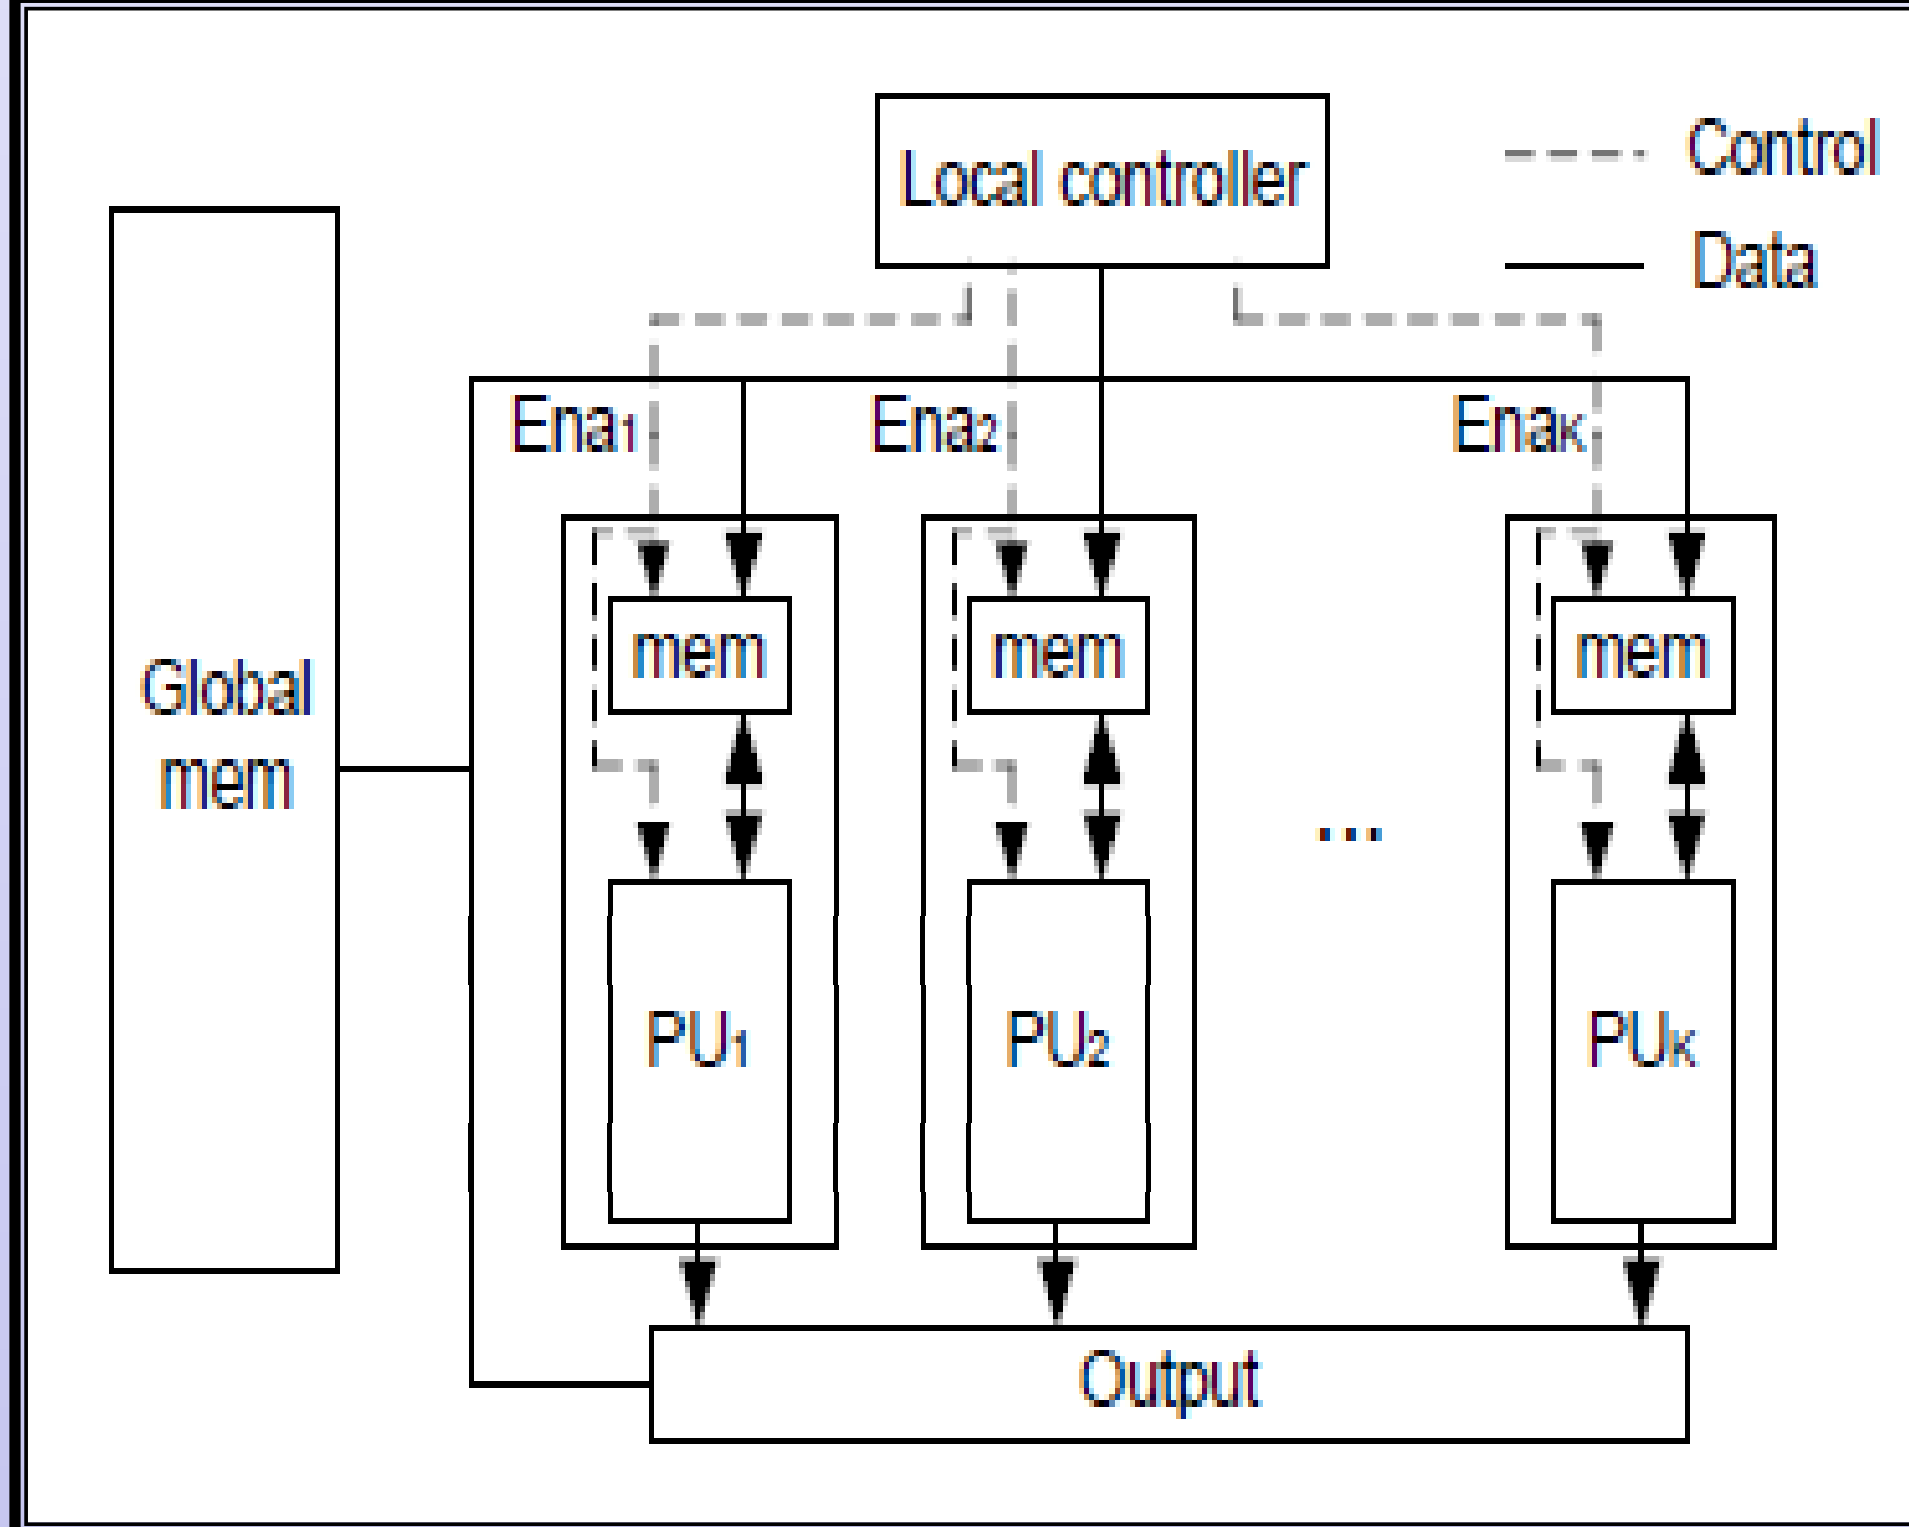 Local controller
Control
Data
Global
mem
Ena₁
Ena₂
Enaₖ
mem
mem
mem
...
PU₁
PU₂
PUₖ
Output